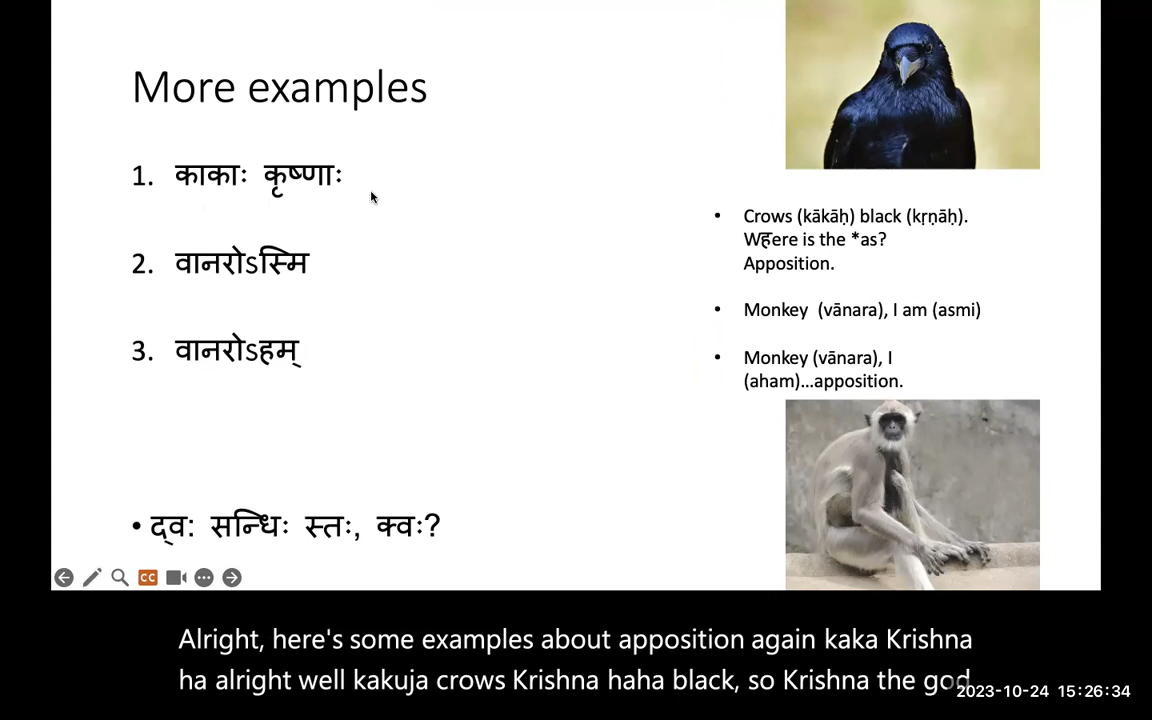 More examples
1. काकाः कृष्णाः
2. वानरोऽस्मि
3. वानरोऽहम्
• द्व: सन्धिः स्तः, क्वः?
• Crows (kākāḥ) black (kṛṇāḥ).
Wहere is the *as?
Apposition.
• Monkey (vānara), I am (asmi)
• Monkey (vānara), I
(aham)...apposition.
CC
Alright, here's some examples about apposition again kaka Krishna
ha alright well kakuja crows Krishna haha black, so Krishna the god
2023-10-24 15:26:34